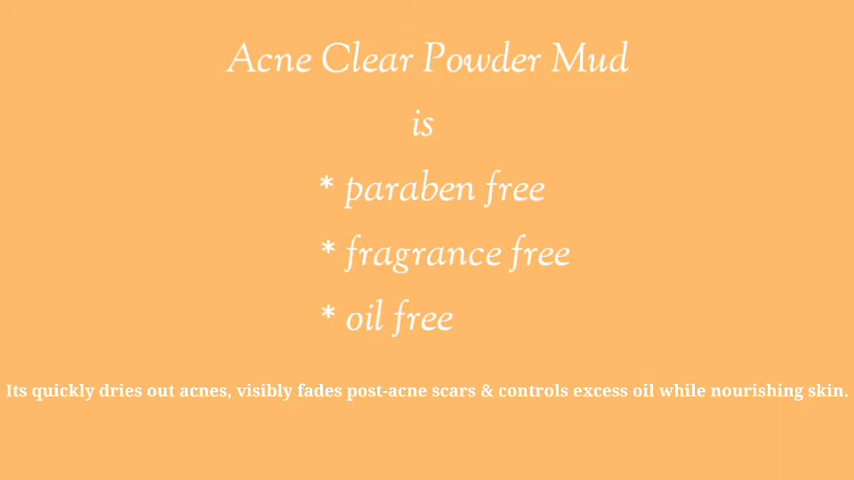 Acne Clear Powder Mud
is
* paraben free
* fragrance free
* oil free
Its quickly dries out acnes, visibly fades post-acne scars & controls excess oil while nourishing skin.